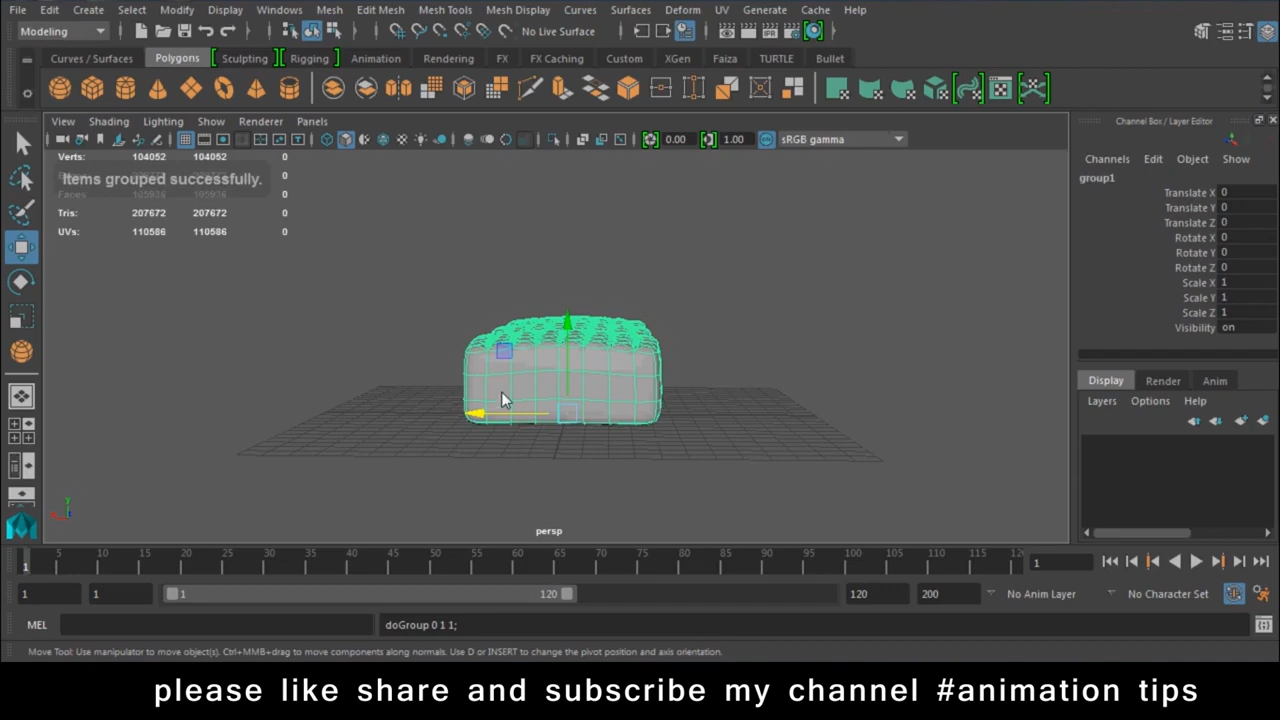 File Edit Create Select Modify Display Windows Mesh Edit Mesh Mesh Tools Mesh Display Curves Surfaces Deform UV Generate Cache Help
Modeling No Live Surface
Curves / Surfaces Polygons Sculpting Rigging Animation Rendering FX FX Caching Custom XGen Faiza TURTLE Bullet
View Shading Lighting Show Renderer Panels
0.00 1.00 sRGB gamma
Verts: 104052 104052 0
Items grouped successfully.
Faces 105936 105936 0
Tris: 207672 207672 0
UVs: 110586 110586 0
persp
Channel Box / Layer Editor
Channels Edit Object Show
group1
Translate X 0
Translate Y 0
Translate Z 0
Rotate X 0
Rotate Y 0
Rotate Z 0
Scale X 1
Scale Y 1
Scale Z 1
Visibility on
Display Render Anim
Layers Options Help
5 10 15 20 25 30 35 40 45 50 55 60 65 70 75 80 85 90 95 100 105 110 115 12
1 1
1 1 1 120 120 200 No Anim Layer No Character Set
MEL doGroup 0 1 1;
Move Tool: Use manipulator to move object(s). Ctrl+MMB+drag to move components along normals. Use D or INSERT to change the pivot position and axis orientation.
please like share and subscribe my channel #animation tips